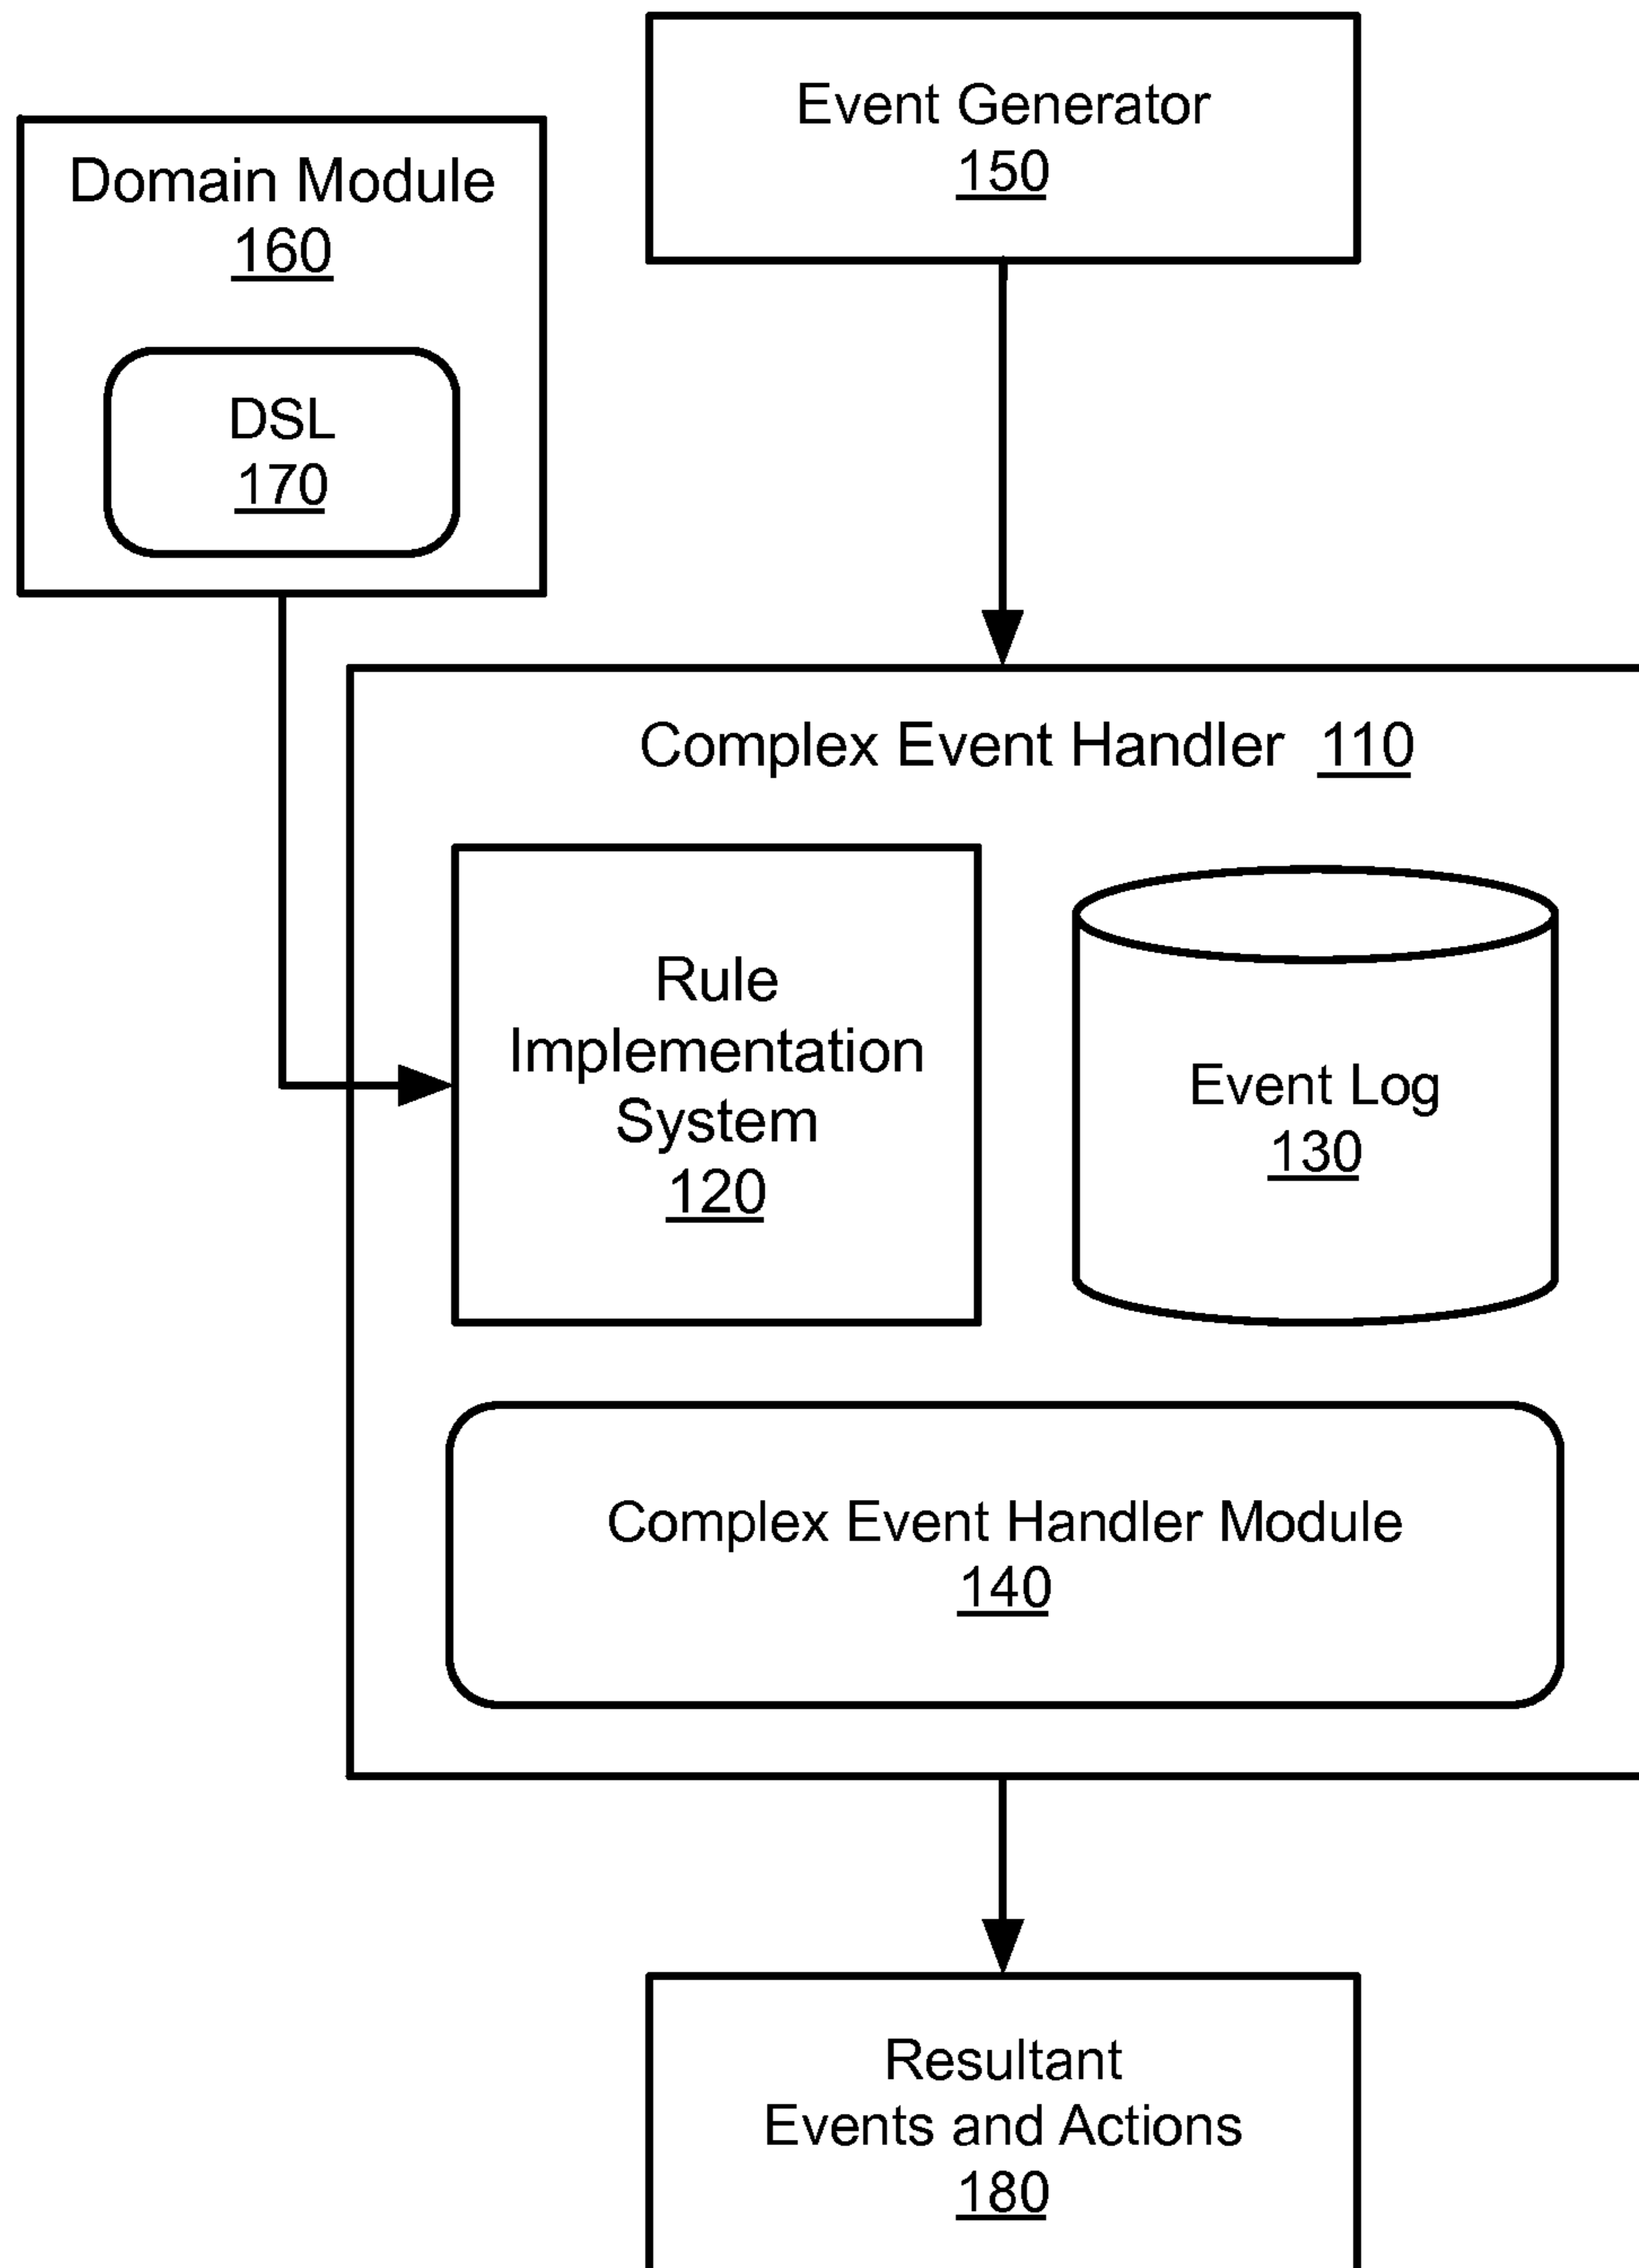 Event Generator
150
Domain Module
160
DSL
170
Complex Event Handler 110
Rule
Implementation
System
120
Event Log
130
Complex Event Handler Module
140
Resultant
Events and Actions
180